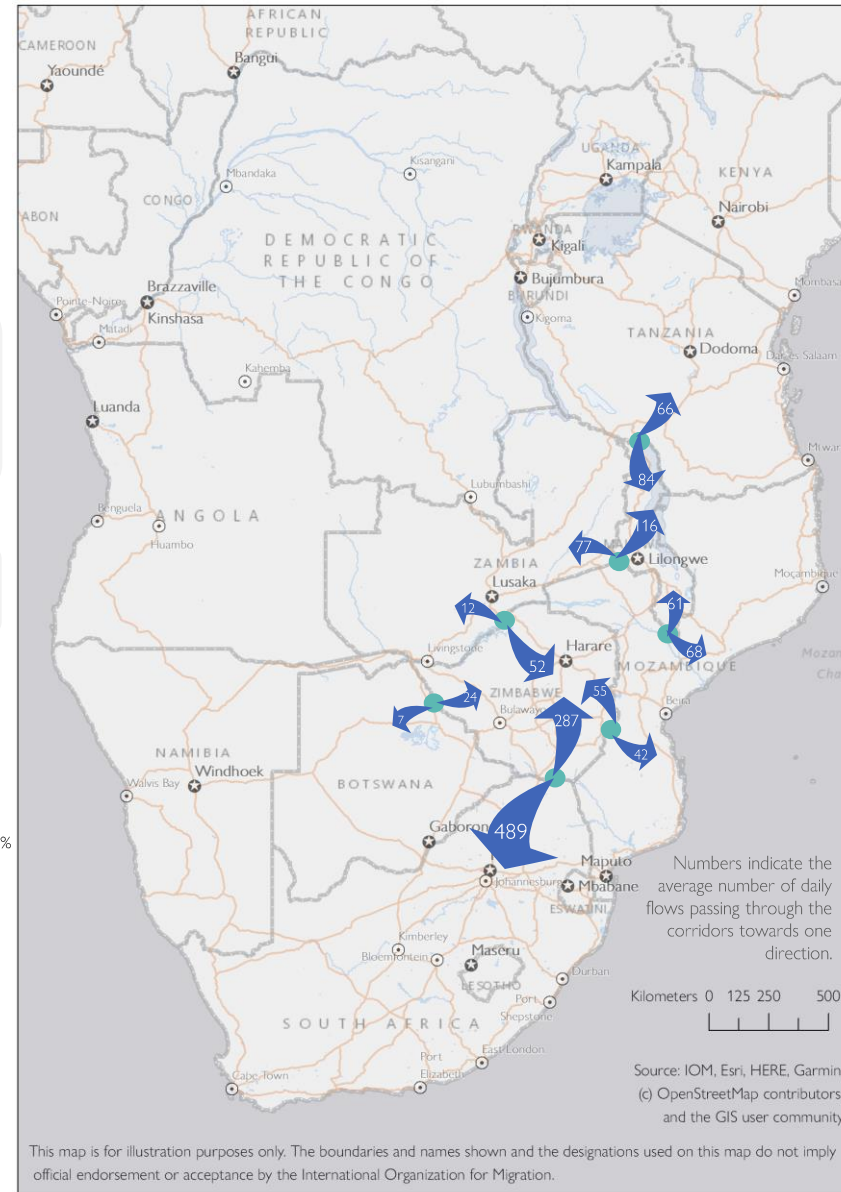 AFRICAN
REPUBLIC
CAMEROON
Bangui
Yaoundé
UGANDA
Kisangani
Kampala
Mbandaka
KENYA
CONGO
Nairobi
ABON
RWANDA
DEMOCRATIC
REPUBLIC OF
THE CONGO
Kigali
Bujumbura
BURUNDI
Brazzaville
Mombasa
Pointe-Noire
Kinshasa
Kigoma
TANZANIA
Matadi
Dodoma
Dar es Salaam
Kahemba
Luanda
66
Mtwar
84
Lubumbashi
Benguela
ANGOLA
116
Huambo
77
ZAMBIA
Lilongwe
Lusaka
Moçambique
12
61
Harare
68
Livingstone
52
MOZAMBIQUE
Mozam
Cha
24
ZIMBABWE
55
7
Bulawayo
287
Beira
42
NAMIBIA
Windhoek
BOTSWANA
Walvis Bay
489
%
Gaboron
Maputo
Johannesburg
Mbabane
ESWATINI
Numbers indicate the
average number of daily
flows passing through the
corridors towards one
direction.
Kimberley
Bloemfontein
Maseru
LESOTHO
Durban
Port
Shepstone
Kilometers 0 125 250 500
SOUTH AFRICA
East London
Port
Elizabeth
Cape Town
Source: IOM, Esri, HERE, Garmin
(c) OpenStreetMap contributors
and the GIS user community
This map is for illustration purposes only. The boundaries and names shown and the designations used on this map do not imply
official endorsement or acceptance by the International Organization for Migration.